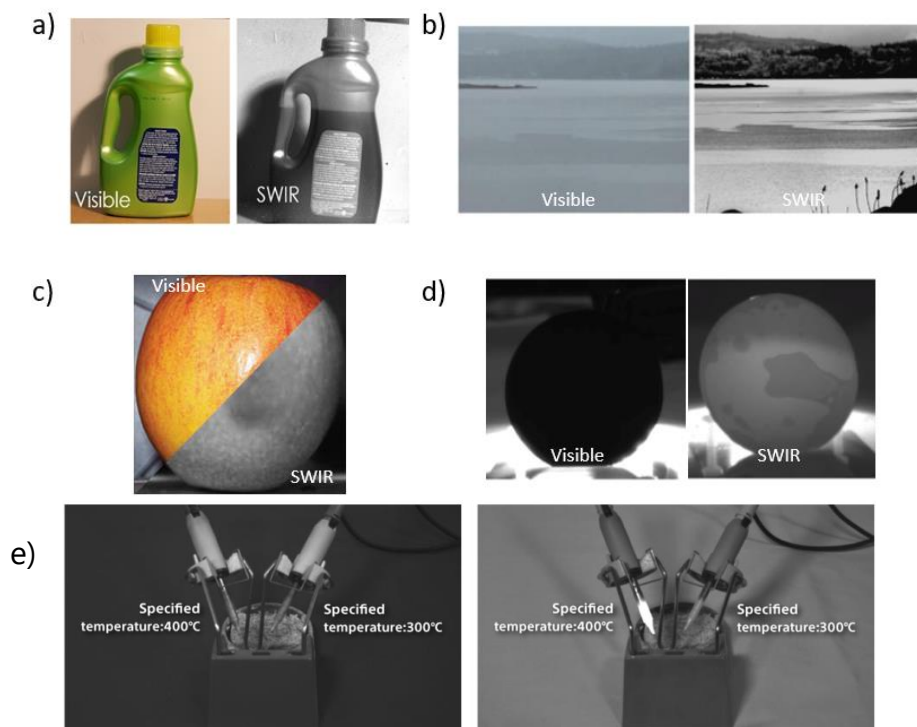 a)
b)
Visible
SWIR
Visible
SWIR
c)
Visible
SWIR
d)
Visible
SWIR
e)
Specified
temperature:400℃
Specified
temperature:300℃
Specified
temperature:400℃
Specified
temperature:300℃